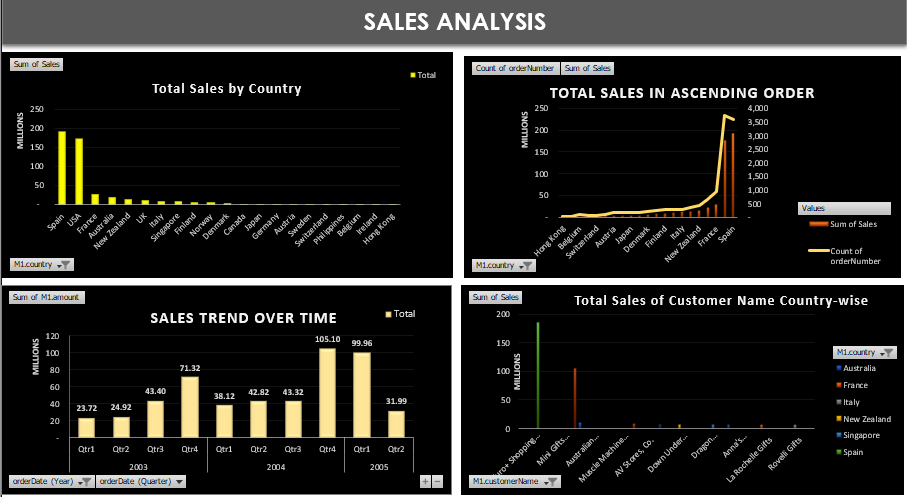 SALES ANALYSIS
Sum of Sales
Total
Total Sales by Country
MILLIONS
250
200
150
100
50
-
Spain
USA
France
Australia
New Zealand
UK
Italy
Singapore
Finland
Norway
Denmark
Canada
Japan
Germany
Austria
Sweden
Switzerland
Philippines
Belgium
Ireland
Hong Kong
M1.country
Count of orderNumber
Sum of Sales
TOTAL SALES IN ASCENDING ORDER
MILLIONS
250
200
150
100
50
-
4,000
3,500
3,000
2,500
2,000
1,500
1,000
500
-
Hong Kong
Belgium
Switzerland
Austria
Japan
Denmark
Finland
Italy
New Zealand
France
Spain
Values
Sum of Sales
Count of
orderNumber
M1.country
Sum of M1.amount
SALES TREND OVER TIME
Total
MILLIONS
120
100
80
60
40
20
-
23.72
24.92
43.40
71.32
38.12
42.82
43.32
105.10
99.96
31.99
Qtr1 Qtr2 Qtr3 Qtr4 Qtr1 Qtr2 Qtr3 Qtr4 Qtr1 Qtr2
2003 2004 2005
orderDate (Year)
orderDate (Quarter)
+ −
Sum of Sales
Total Sales of Customer Name Country-wise
MILLIONS
200
150
100
50
0
Shopping...
Mini Gifts...
Australian...
Muscle Machine...
AV Stores, Co.
Down Under...
Dragon...
Anna's...
La Rochelle Gifts
Rovelli Gifts
M1.country
Australia
France
Italy
New Zealand
Singapore
Spain
M1.customerName